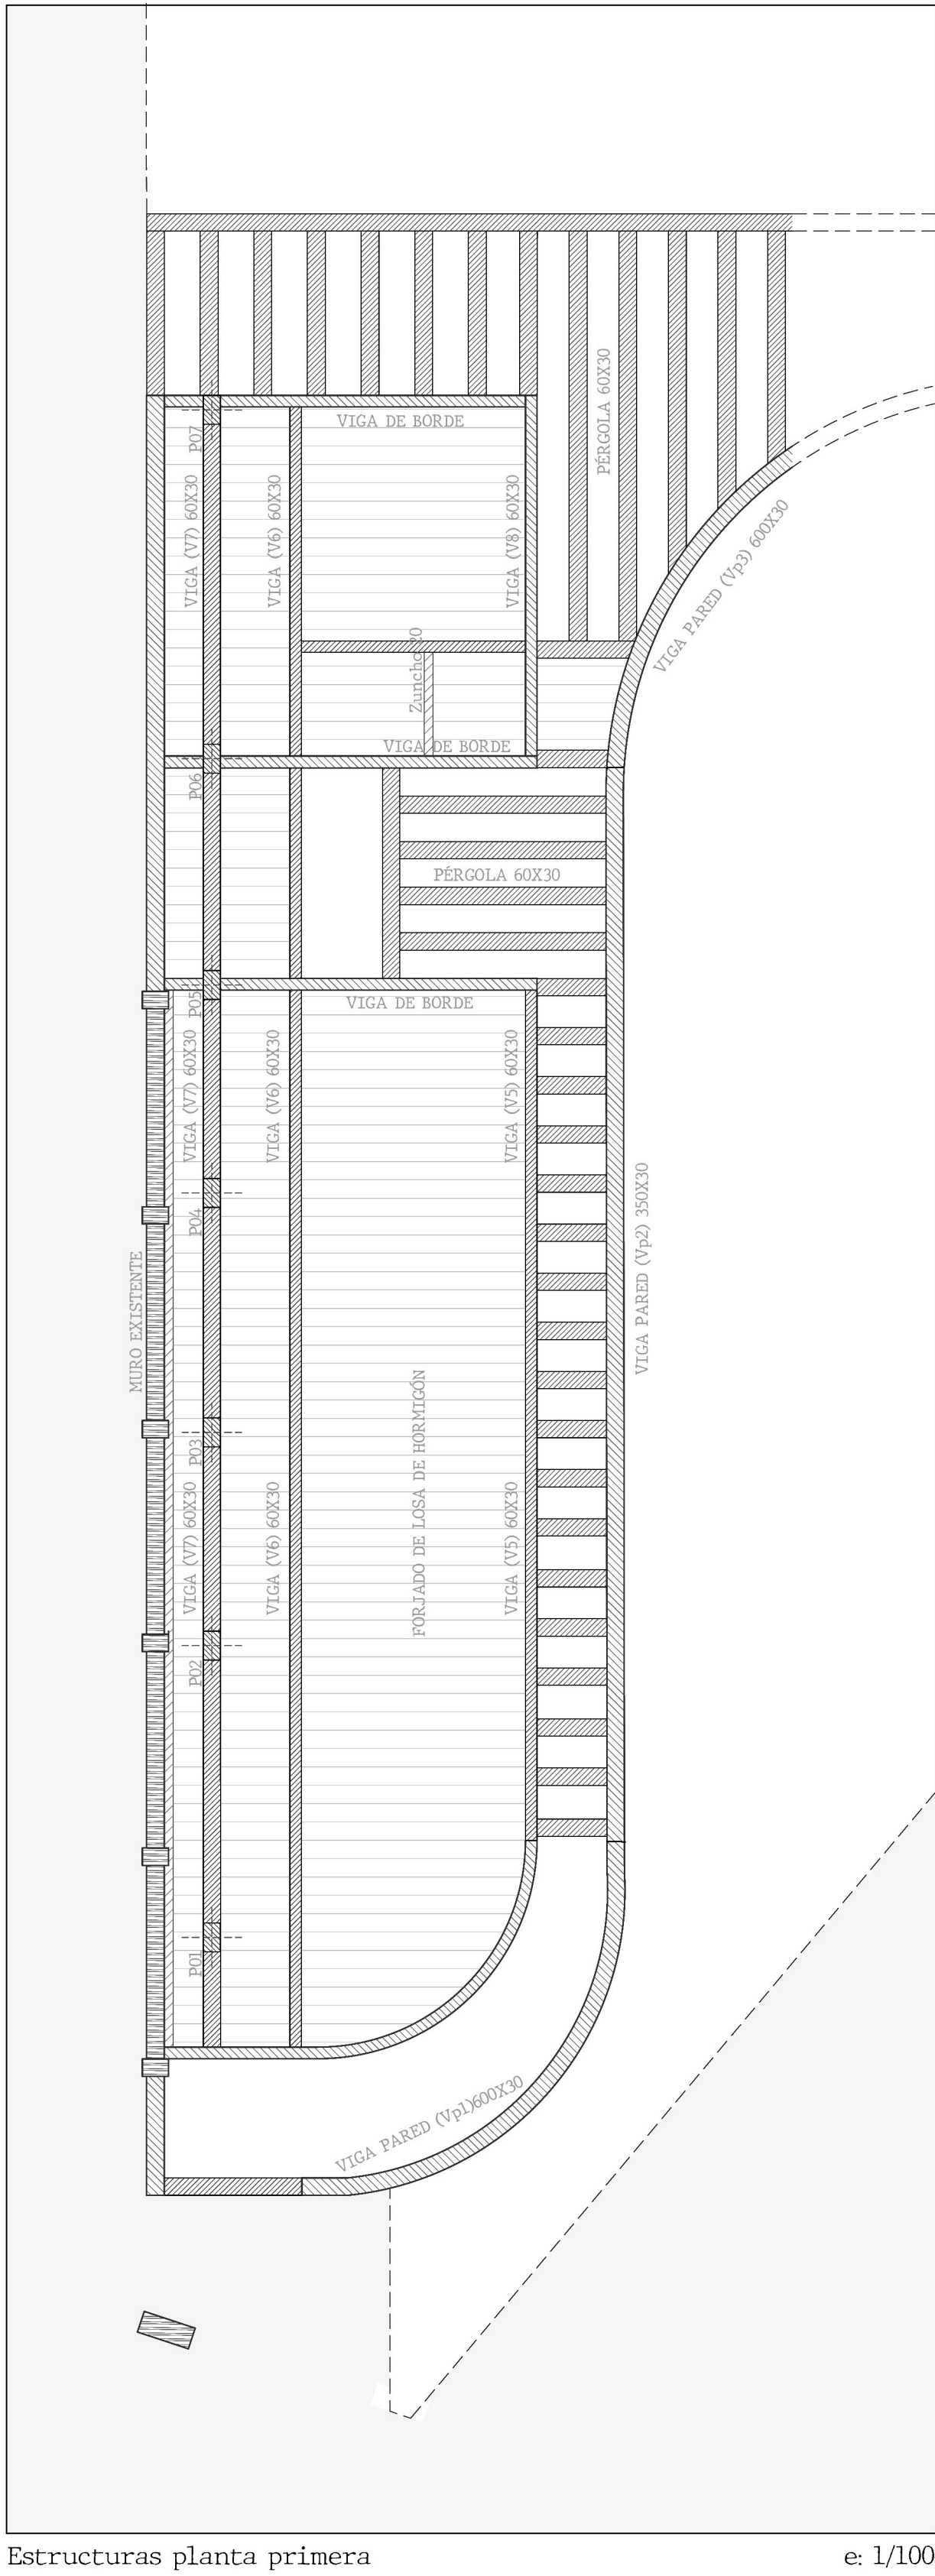 PÉRGOLA 60X30
VIGA DE BORDE
P07
VIGA (V7) 60X30
VIGA (V6) 60X30
VIGA (V8) 60X30
VIGA PARED (Vp3) 600X30
Zuncho 20
VIGA DE BORDE
P06
PÉRGOLA 60X30
P05
VIGA DE BORDE
VIGA (V7) 60X30
VIGA (V6) 60X30
VIGA (V5) 60X30
P04
VIGA PARED (Vp2) 350X30
MURO EXISTENTE
FORJADO DE LOSA DE HORMIGÓN
P03
VIGA (V7) 60X30
VIGA (V6) 60X30
VIGA (V5) 60X30
P02
P01
VIGA PARED (Vp1)600X30
Estructuras planta primera
e: 1/100